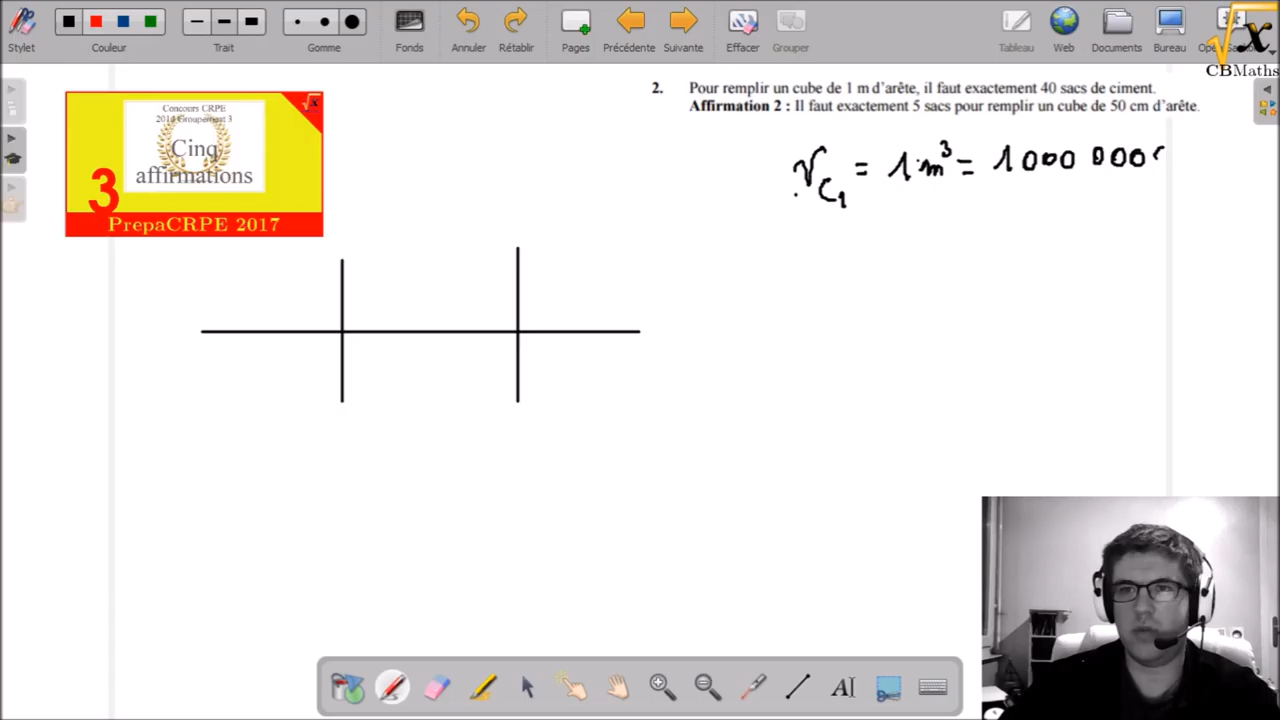 Stylet
Couleur
Trait
Gomme
Fonds
Annuler
Rétablir
Pages
Précédente
Suivante
Effacer
Grouper
Tableau
Web
Documents
Bureau
√x
CBMaths
2. Pour remplir un cube de 1 m d'arête, il faut exactement 40 sacs de ciment.
Affirmation 2 : Il faut exactement 5 sacs pour remplir un cube de 50 cm d'arête.
Concours CRPE
Cinq
affirmations
3
PrepaCRPE 2017
V_C1 = 1 m³ = 1 000 000
AI